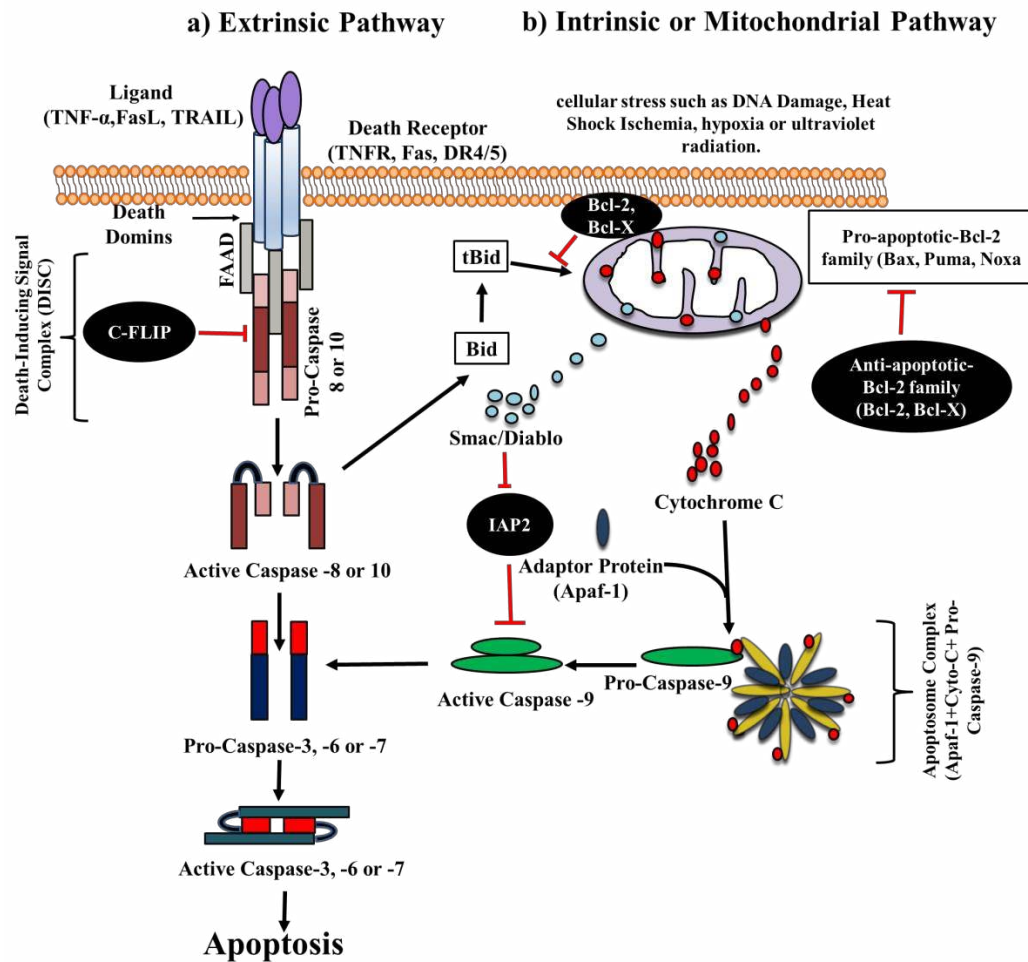 a) Extrinsic Pathway
b) Intrinsic or Mitochondrial Pathway
Ligand
(TNF-α,FasL, TRAIL)
Death Receptor
(TNFR, Fas, DR4/5)
cellular stress such as DNA Damage, Heat
Shock Ischemia, hypoxia or ultraviolet
radiation.
Death
Domins
FAAD
Death-Inducing Signal
Complex (DISC)
C-FLIP
Pro-Caspase
8 or 10
Bcl-2,
Bcl-X
tBid
Bid
Pro-apoptotic-Bcl-2
family (Bax, Puma, Noxa
Anti-apoptotic-
Bcl-2 family
(Bcl-2, Bcl-X)
Smac/Diablo
Cytochrome C
IAP2
Adaptor Protein
(Apaf-1)
Active Caspase -8 or 10
Active Caspase -9
Pro-Caspase-9
Apoptosome Complex
(Apaf-1+Cyto-C+ Pro-
Caspase-9)
Pro-Caspase-3, -6 or -7
Active Caspase-3, -6 or -7
Apoptosis